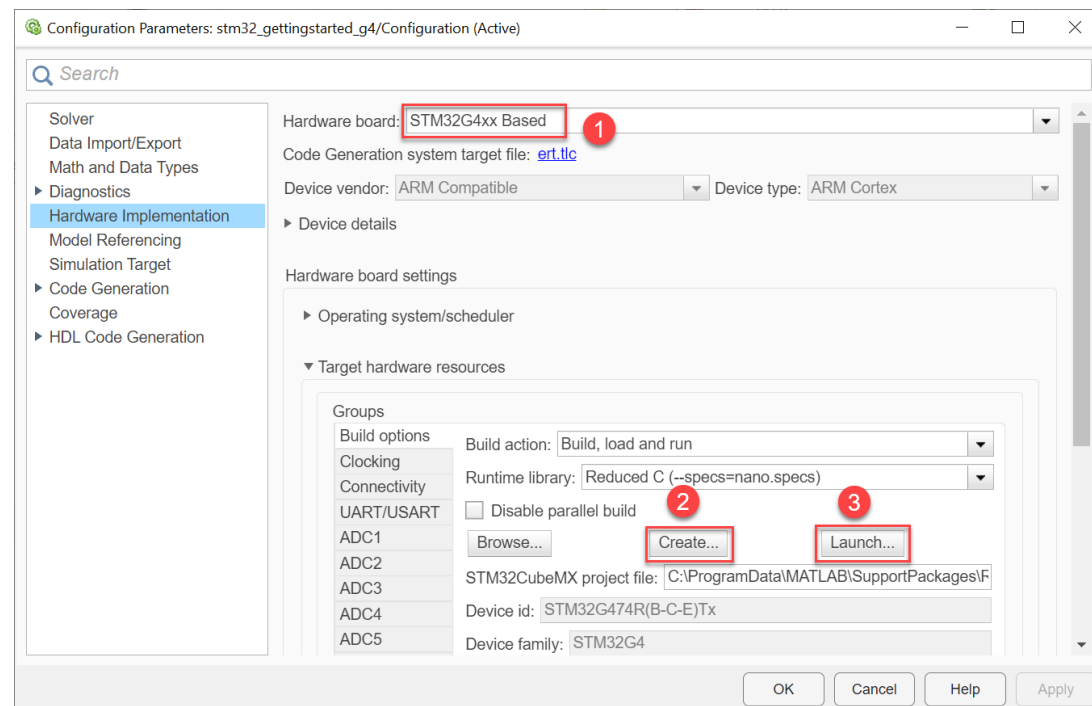 Configuration Parameters: stm32_gettingstarted_g4/Configuration (Active)
Search
Solver
Data Import/Export
Math and Data Types
Diagnostics
Hardware Implementation
Model Referencing
Simulation Target
Code Generation
Coverage
HDL Code Generation
Hardware board: STM32G4xx Based 1
Code Generation system target file: ert.tlc
Device vendor: ARM Compatible Device type: ARM Cortex
Device details
Hardware board settings
Operating system/scheduler
Target hardware resources
Groups
Build options
Clocking
Connectivity
UART/USART
ADC1
ADC2
ADC3
ADC4
ADC5
Build action: Build, load and run
Runtime library: Reduced C (--specs=nano.specs)
Disable parallel build 2 3
Browse... Create... Launch...
STM32CubeMX project file: C:\ProgramData\MATLAB\SupportPackages\R
Device id: STM32G474R(B-C-E)Tx
Device family: STM32G4
OK Cancel Help Apply